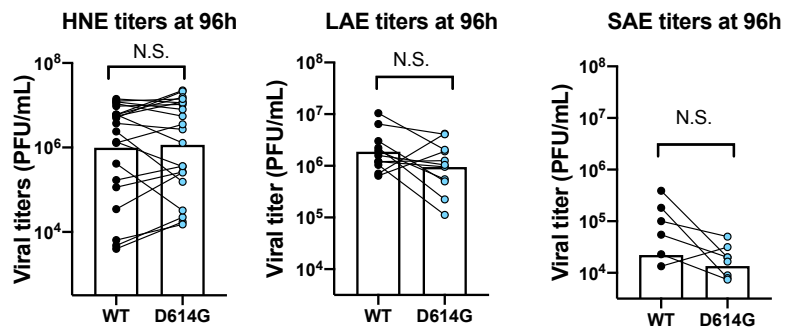 HNE titers at 96h
N.S.
Viral titers (PFU/mL)
10⁸
10⁶
10⁴
WT
D614G
LAE titers at 96h
N.S.
Viral titer (PFU/mL)
10⁸
10⁷
10⁶
10⁵
10⁴
WT
D614G
SAE titers at 96h
N.S.
Viral titer (PFU/mL)
10⁸
10⁷
10⁶
10⁵
10⁴
WT
D614G